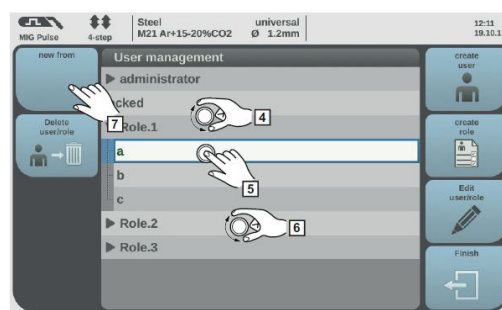 MIG Pulse
4-step
Steel universal
M21 Ar+15-20%CO2 Ø 1.2mm
12:11
19.10.1
new from
Delete
user/role
User management
administrator
cked
Role.1
a
b
c
Role.2
Role.3
4
5
6
7
create
user
create
role
Edit
user/role
Finish